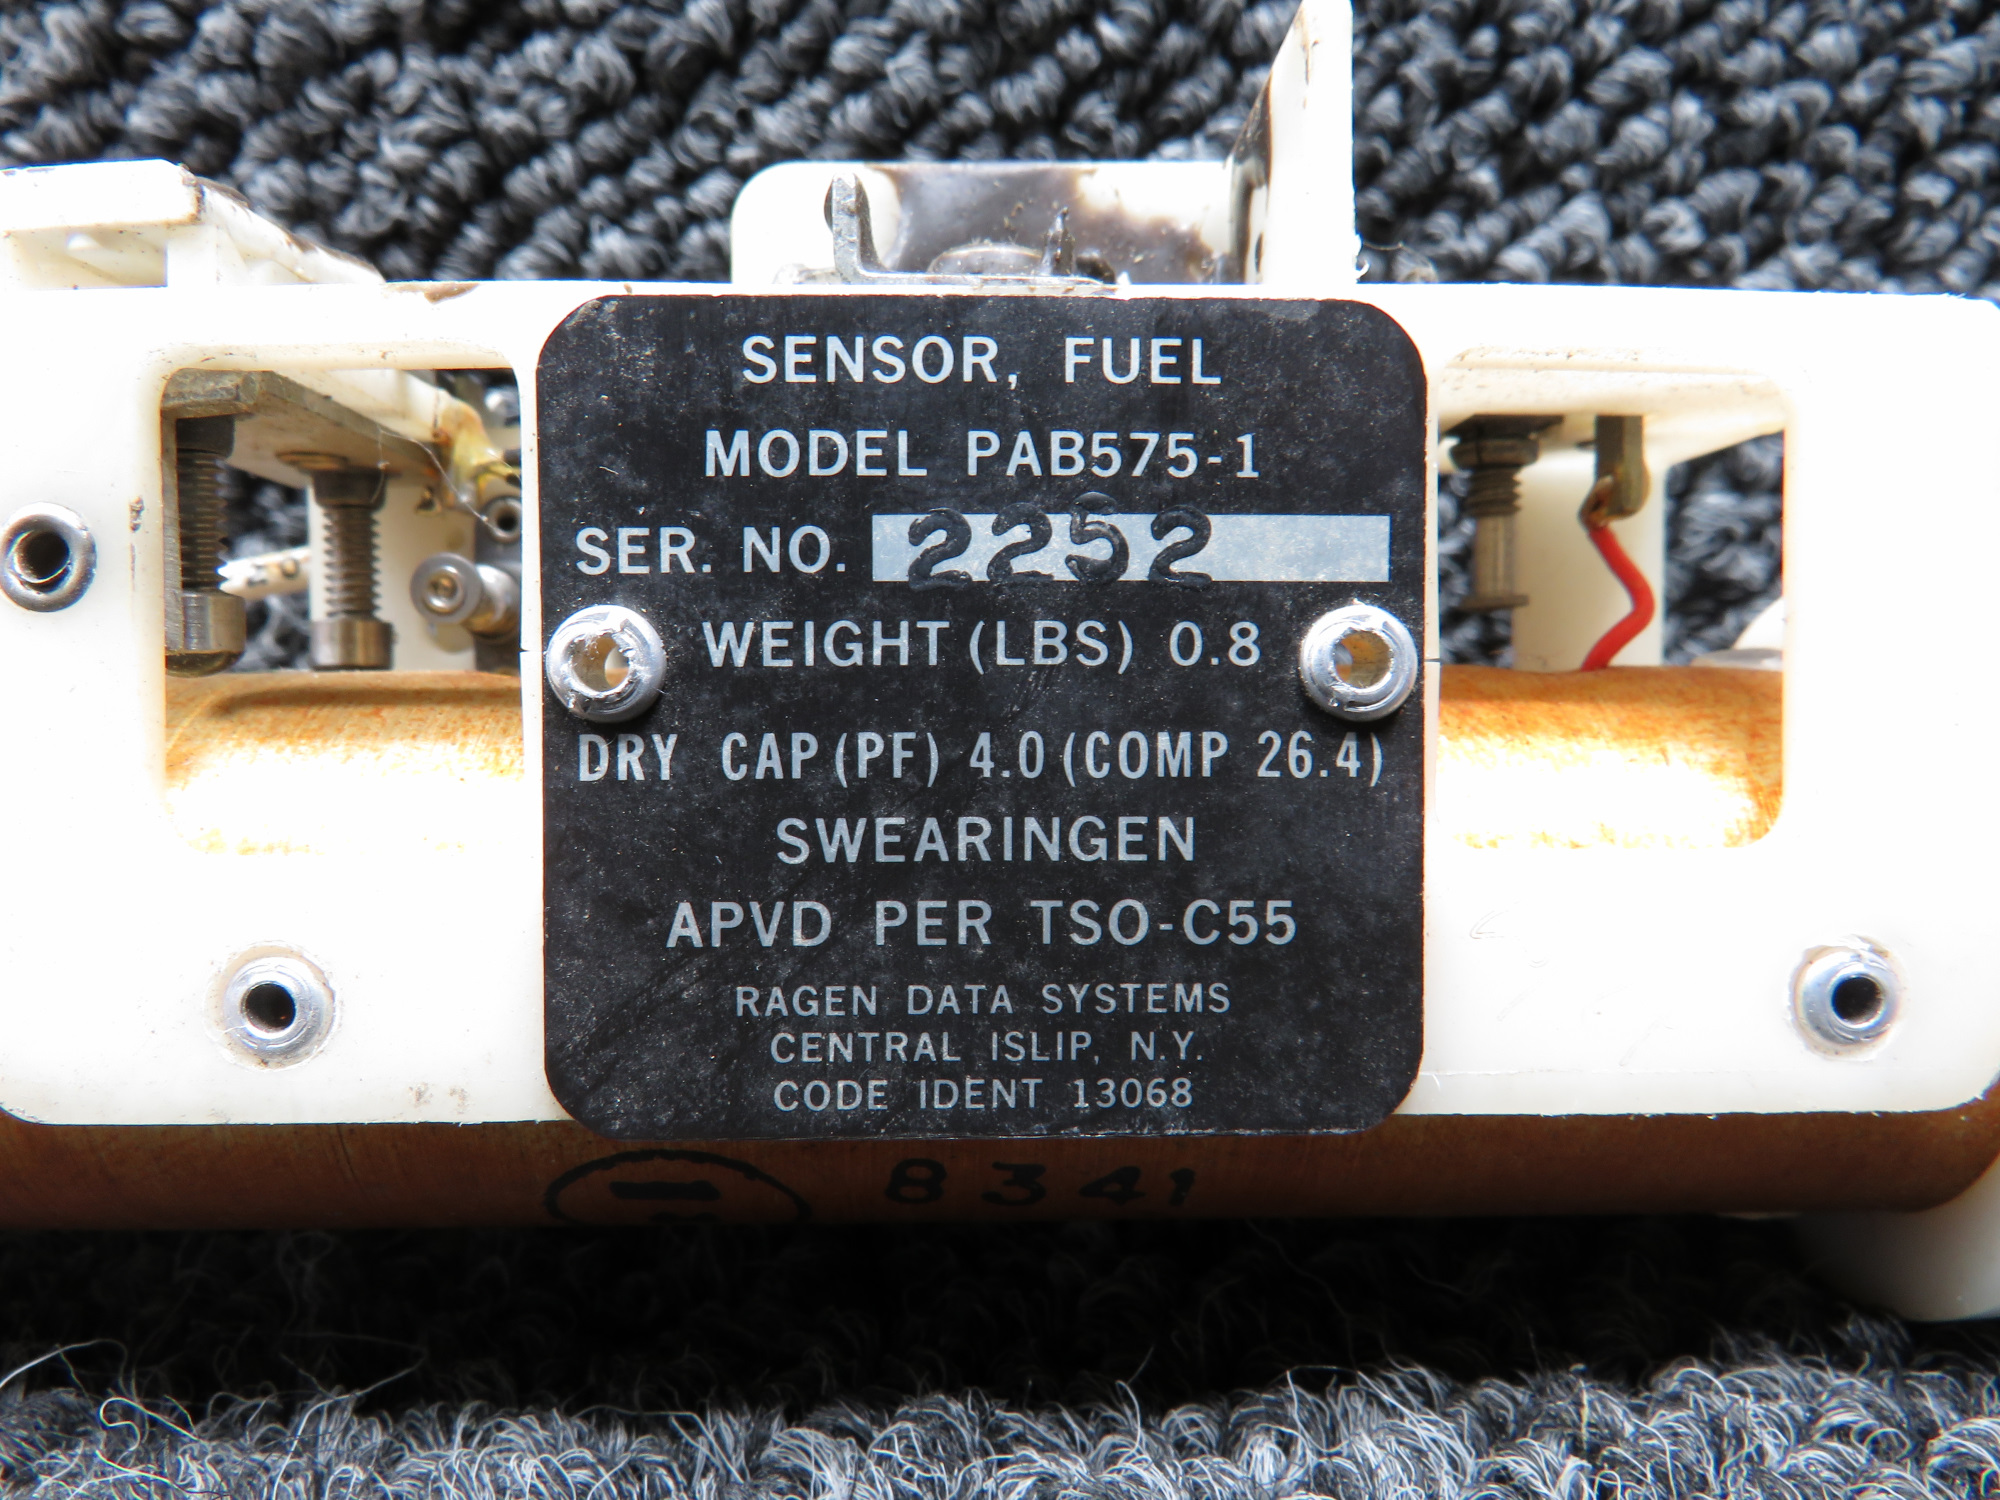 SENSOR, FUEL
MODEL PAB575-1
SER. NO. 2252
WEIGHT (LBS) 0.8
DRY CAP (PF) 4.0 (COMP 26.4)
SWEARINGEN
APVD PER TSO-C55
RAGEN DATA SYSTEMS
CENTRAL ISLIP, N.Y.
CODE IDENT 13068
8341